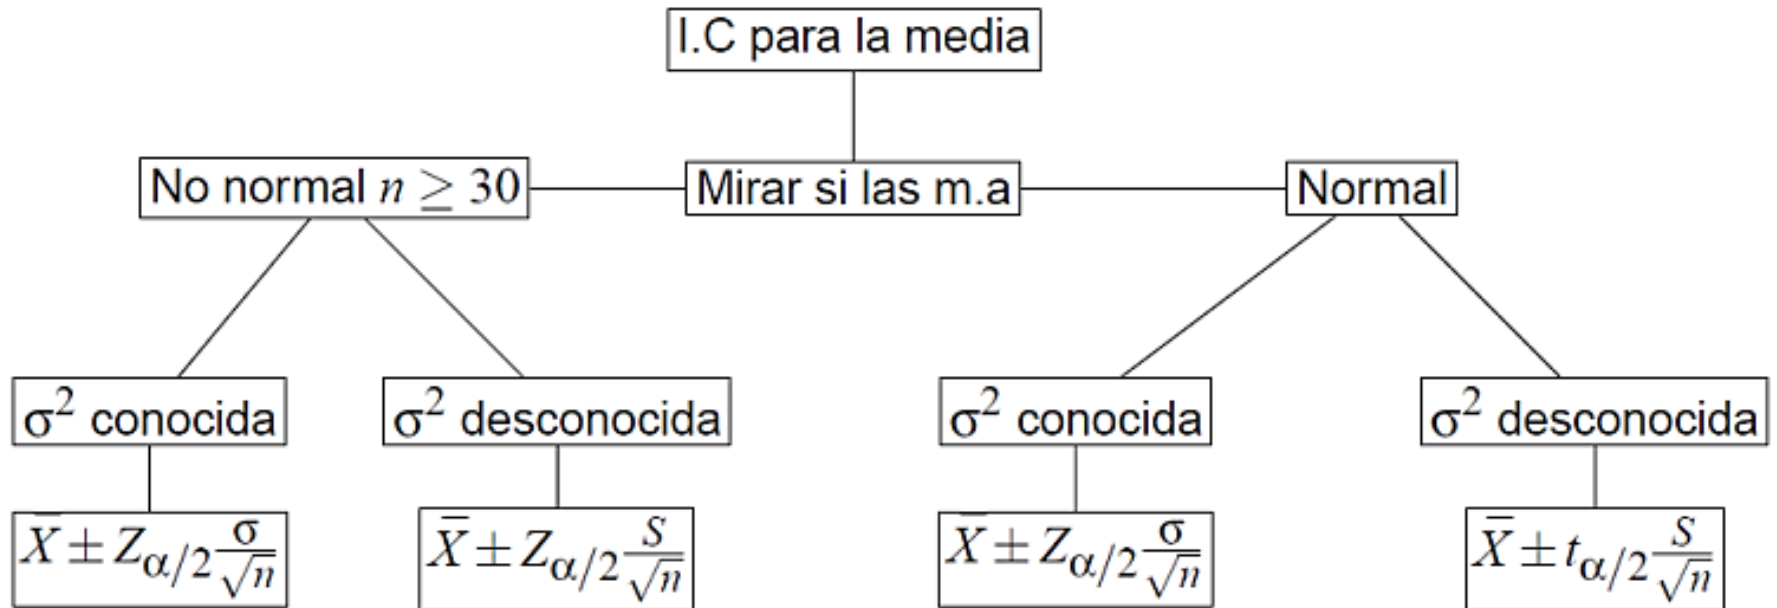 I.C para la media
No normal n ≥ 30
Mirar si las m.a
Normal
σ² conocida
σ² desconocida
σ² conocida
σ² desconocida
X̄ ± Z_{α/2} σ/√n
X̄ ± Z_{α/2} S/√n
X̄ ± Z_{α/2} σ/√n
X̄ ± t_{α/2} S/√n